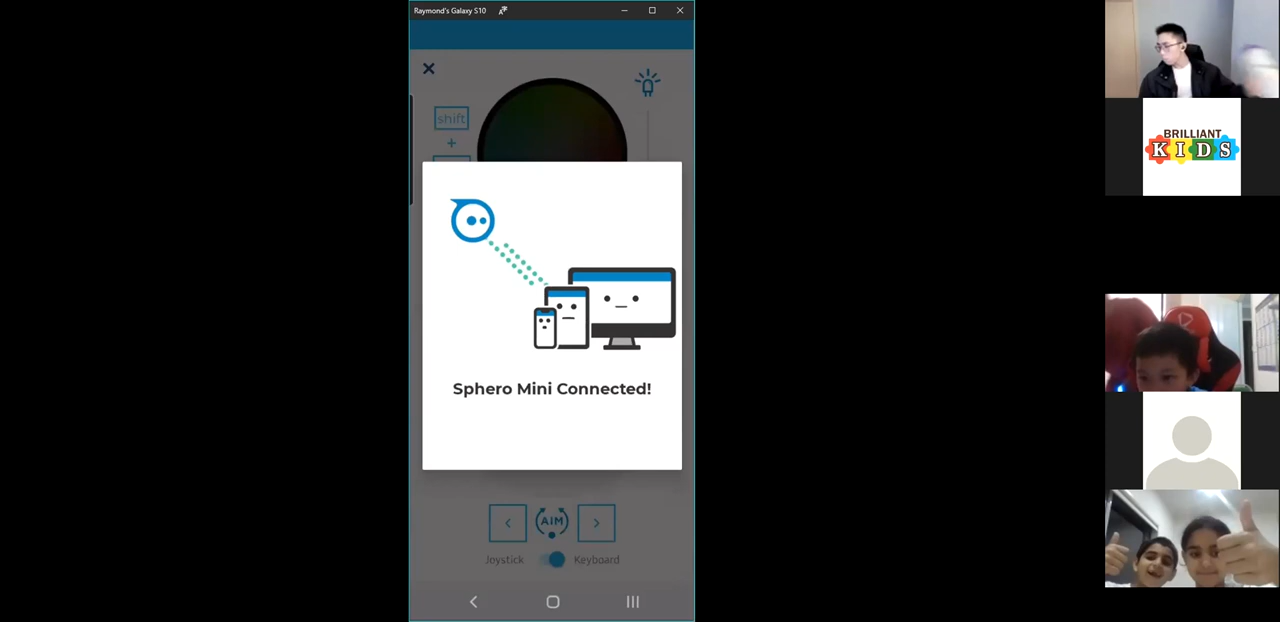 Raymond's Galaxy S10
shift
+
Sphero Mini Connected!
AIM
Joystick
Keyboard
BRILLIANT
KIDS